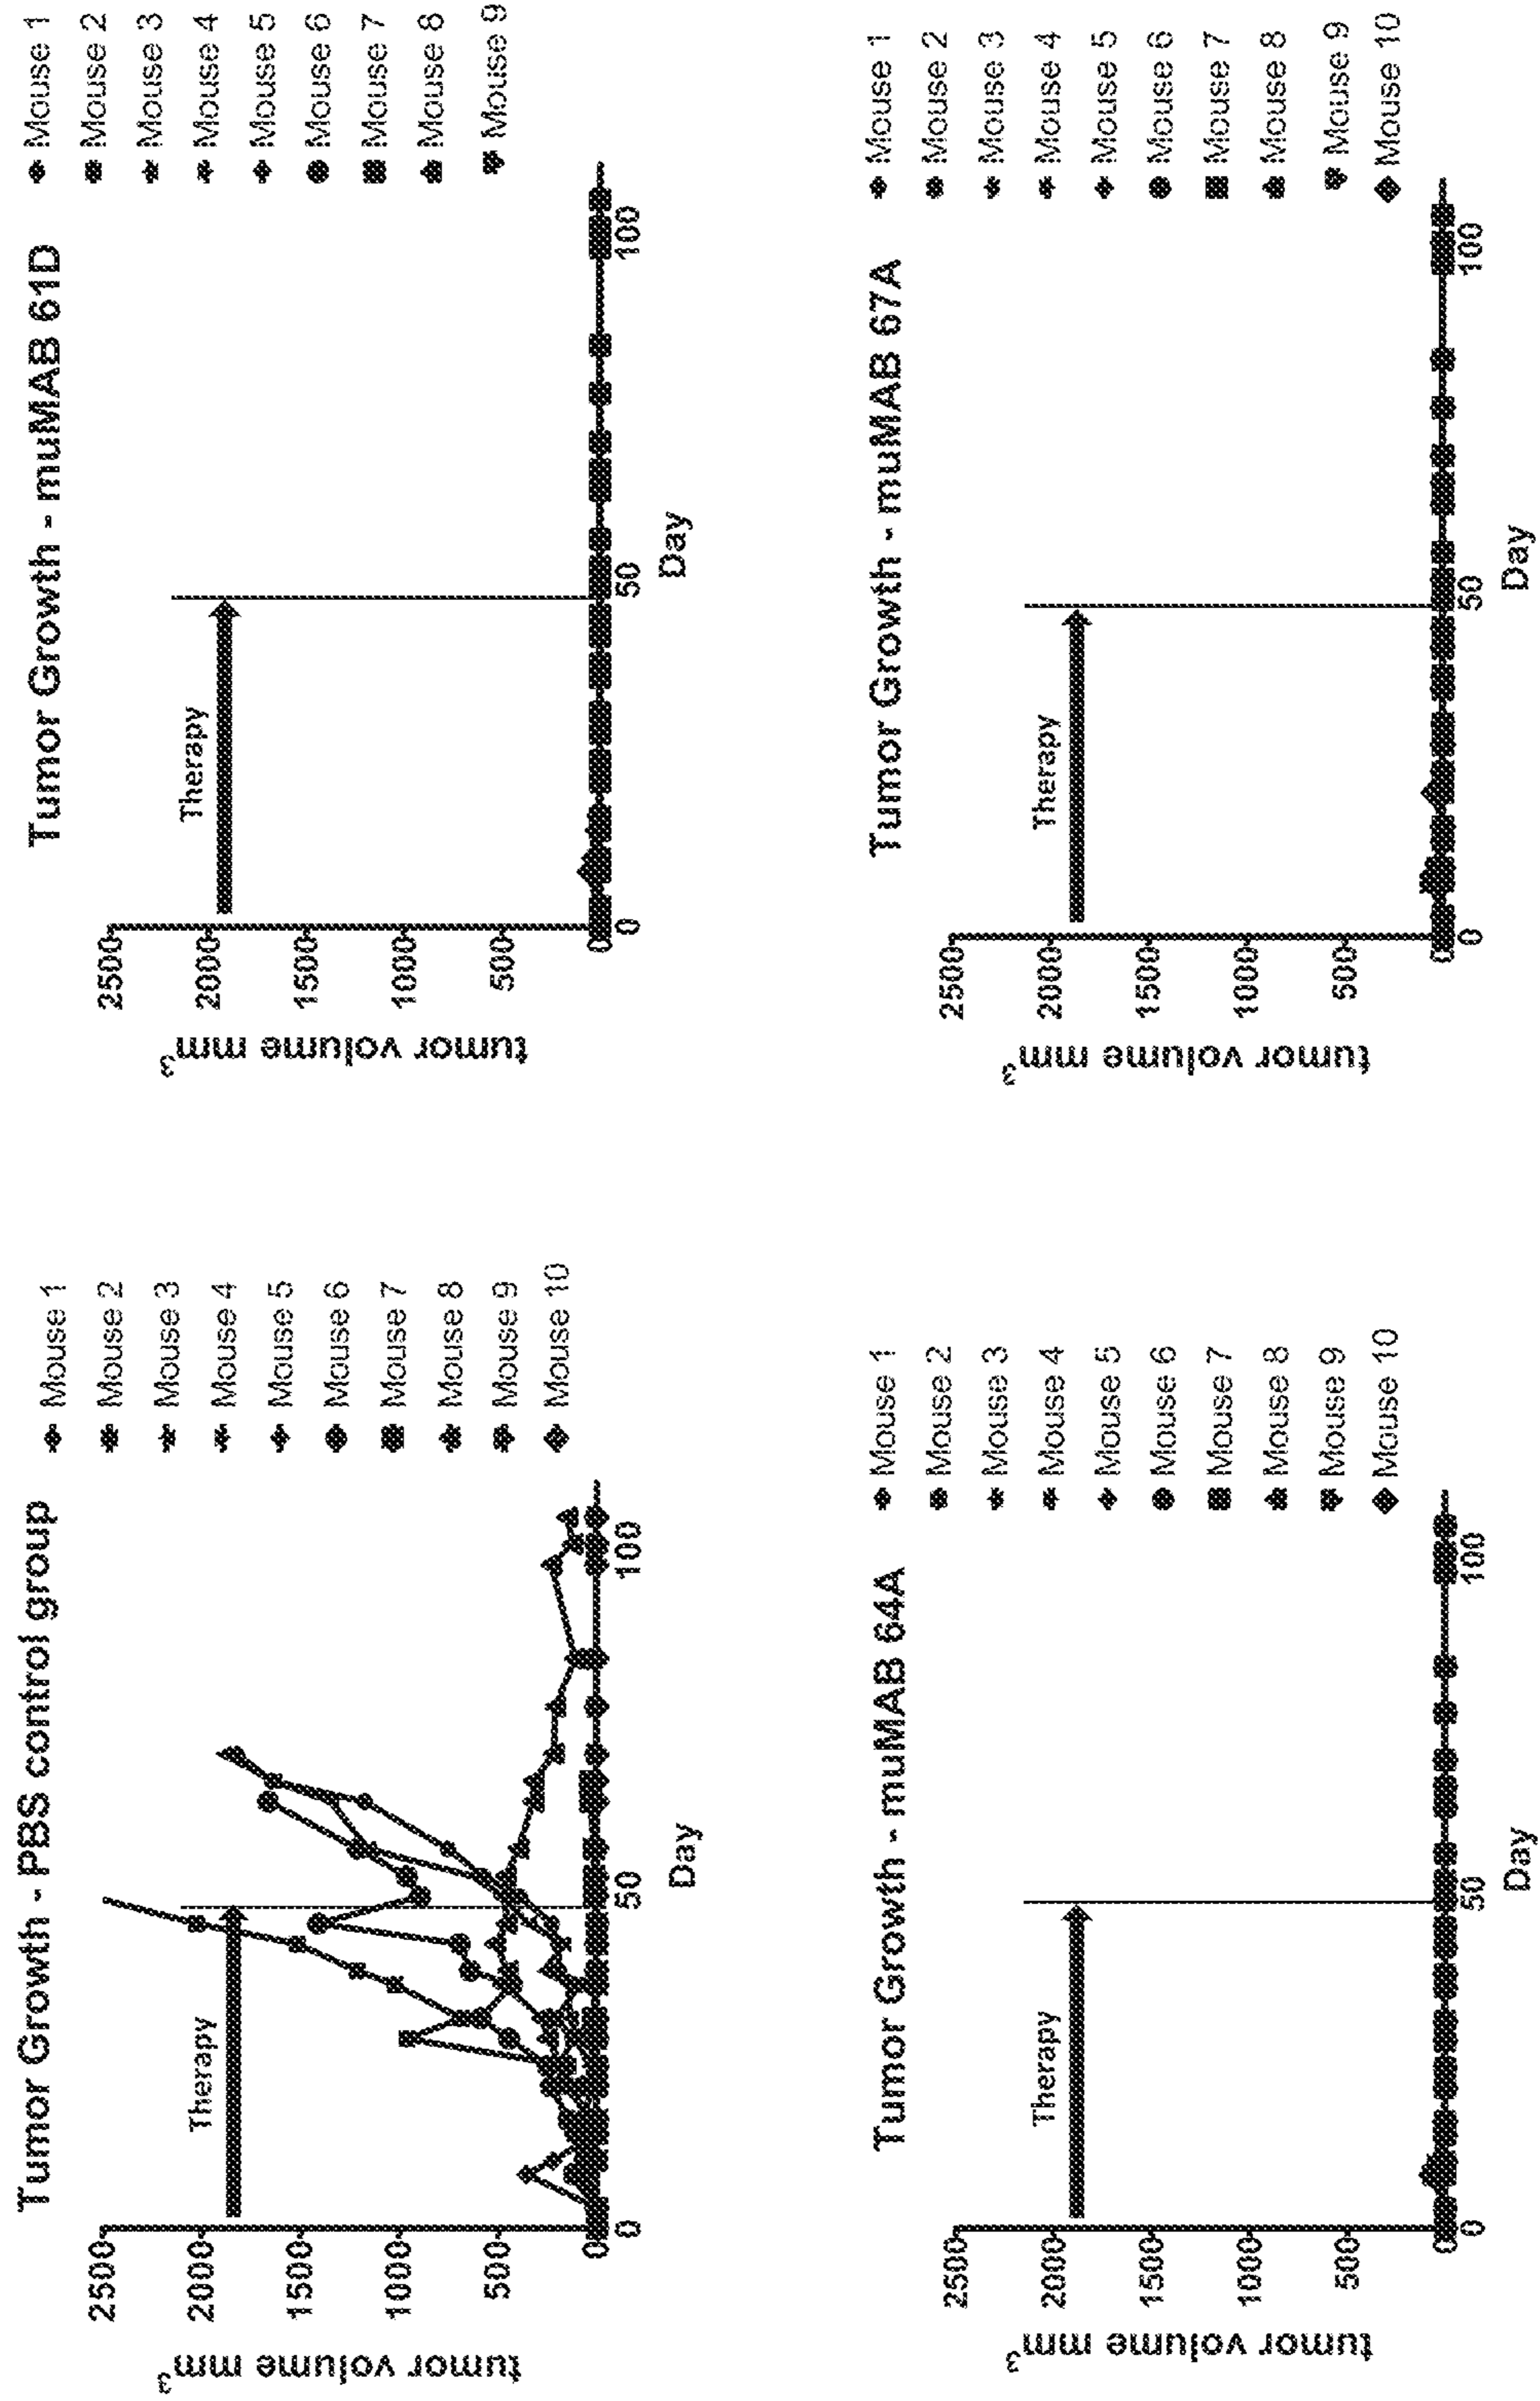 Tumor Growth - PBS control group
2500
2000
1500
1000
500
0
tumor volume mm3
0
50
100
Day
Therapy
Mouse 1
Mouse 2
Mouse 3
Mouse 4
Mouse 5
Mouse 6
Mouse 7
Mouse 8
Mouse 9
Mouse 10
Tumor Growth - muMAB 61D
2500
2000
1500
1000
500
0
tumor volume mm3
0
50
100
Day
Therapy
Mouse 1
Mouse 2
Mouse 3
Mouse 4
Mouse 5
Mouse 6
Mouse 7
Mouse 8
Mouse 9
Tumor Growth - muMAB 64A
2500
2000
1500
1000
500
0
tumor volume mm3
0
50
100
Day
Therapy
Mouse 1
Mouse 2
Mouse 3
Mouse 4
Mouse 5
Mouse 6
Mouse 7
Mouse 8
Mouse 9
Mouse 10
Tumor Growth - muMAB 67A
2500
2000
1500
1000
500
0
tumor volume mm3
0
50
100
Day
Therapy
Mouse 1
Mouse 2
Mouse 3
Mouse 4
Mouse 5
Mouse 6
Mouse 7
Mouse 8
Mouse 9
Mouse 10